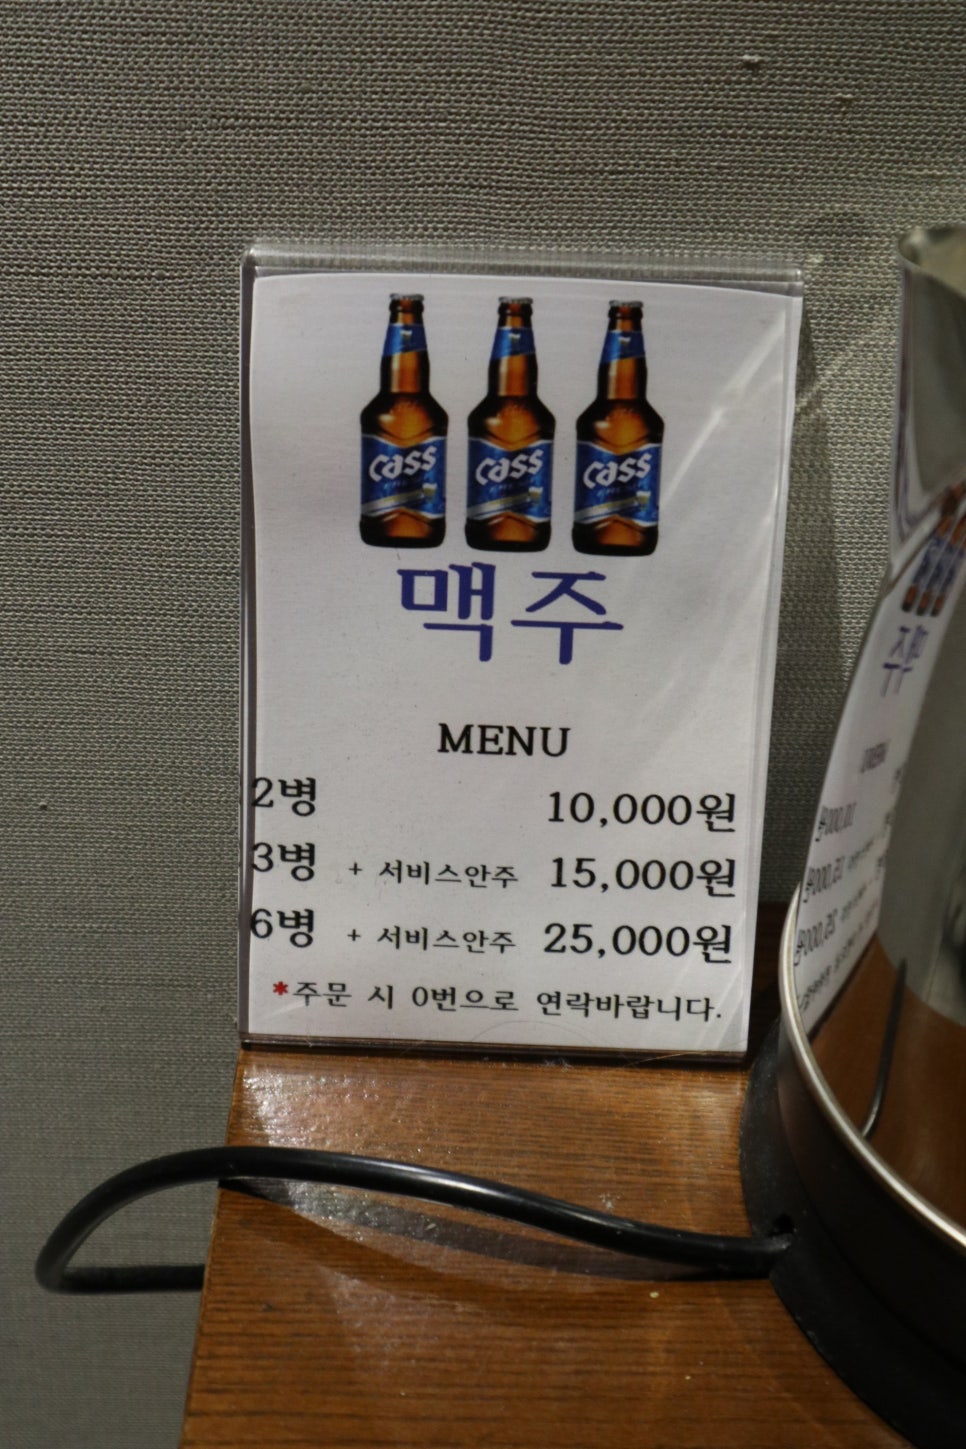 cass cass cass
맥주
MENU
2병 10,000원
3병 + 서비스안주 15,000원
6병 + 서비스안주 25,000원
*주문 시 0번으로 연락바랍니다.